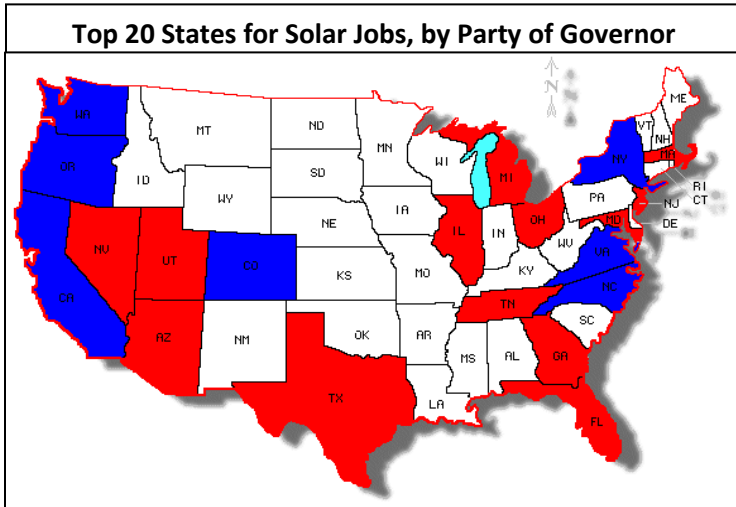 Top 20 States for Solar Jobs, by Party of Governor
N
ME
WA
MT
ND
VT
NH
MN
OR
ID
SD
WI
MI
NY
MA
WY
RI
CT
IA
PA
NJ
NE
DE
NV
UT
IL
IN
OH
MD
CO
WV
VA
CA
KS
MO
KY
NC
TN
AZ
NM
OK
AR
SC
MS
AL
GA
TX
LA
FL